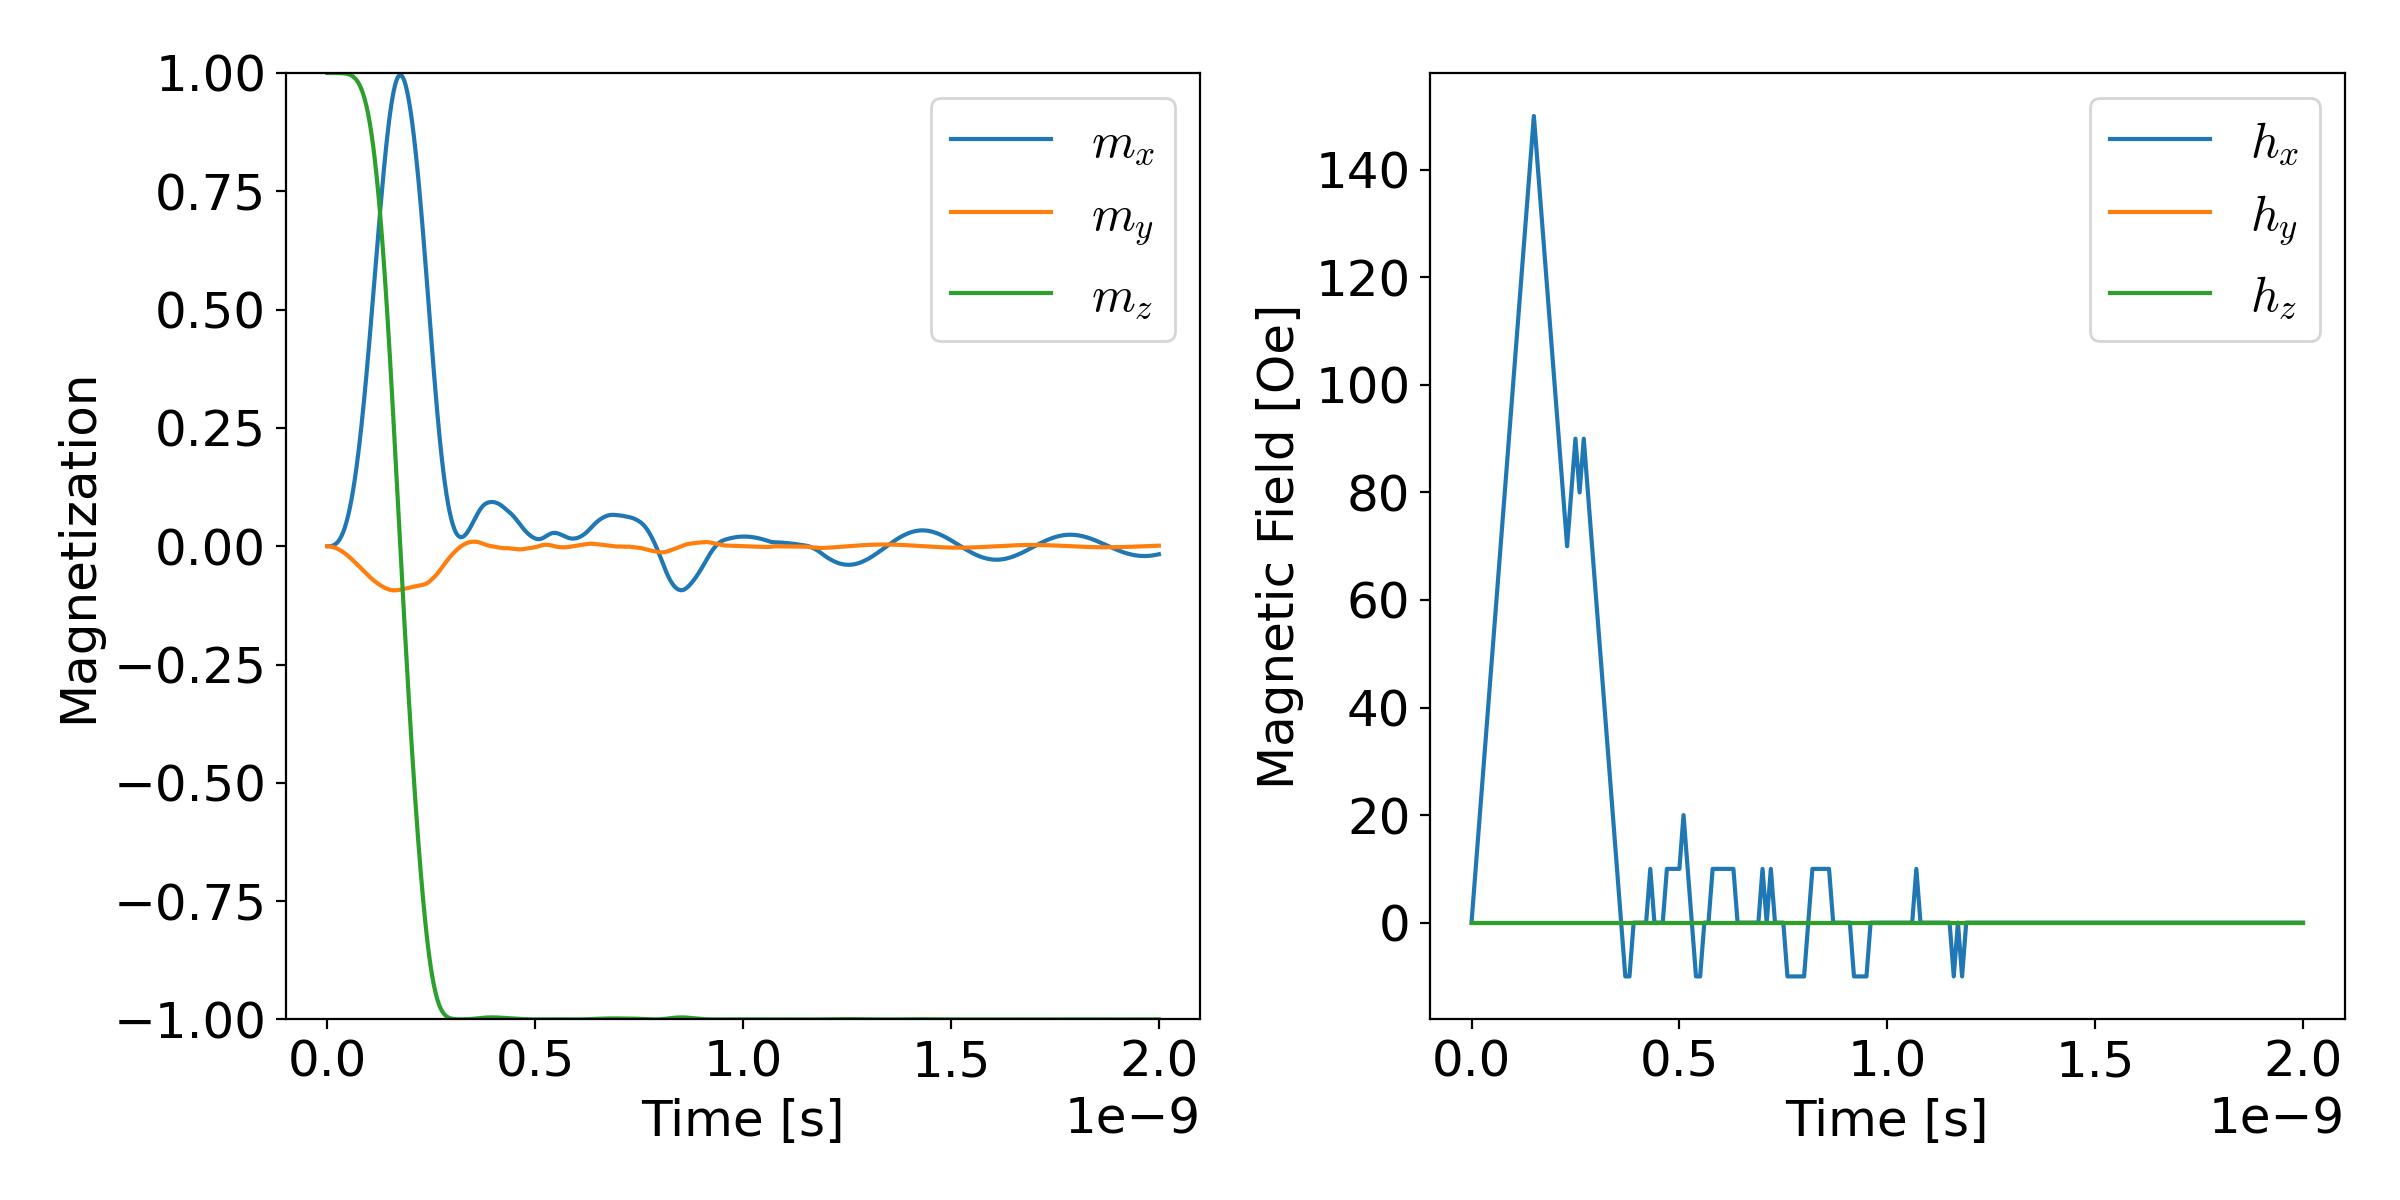 1.00
0.75
0.50
0.25
0.00
−0.25
−0.50
−0.75
−1.00
Magnetization
0.0 0.5 1.0 1.5 2.0
Time [s]
1e−9
m_x
m_y
m_z
140
120
100
80
60
40
20
0
Magnetic Field [Oe]
0.0 0.5 1.0 1.5 2.0
Time [s]
1e−9
h_x
h_y
h_z